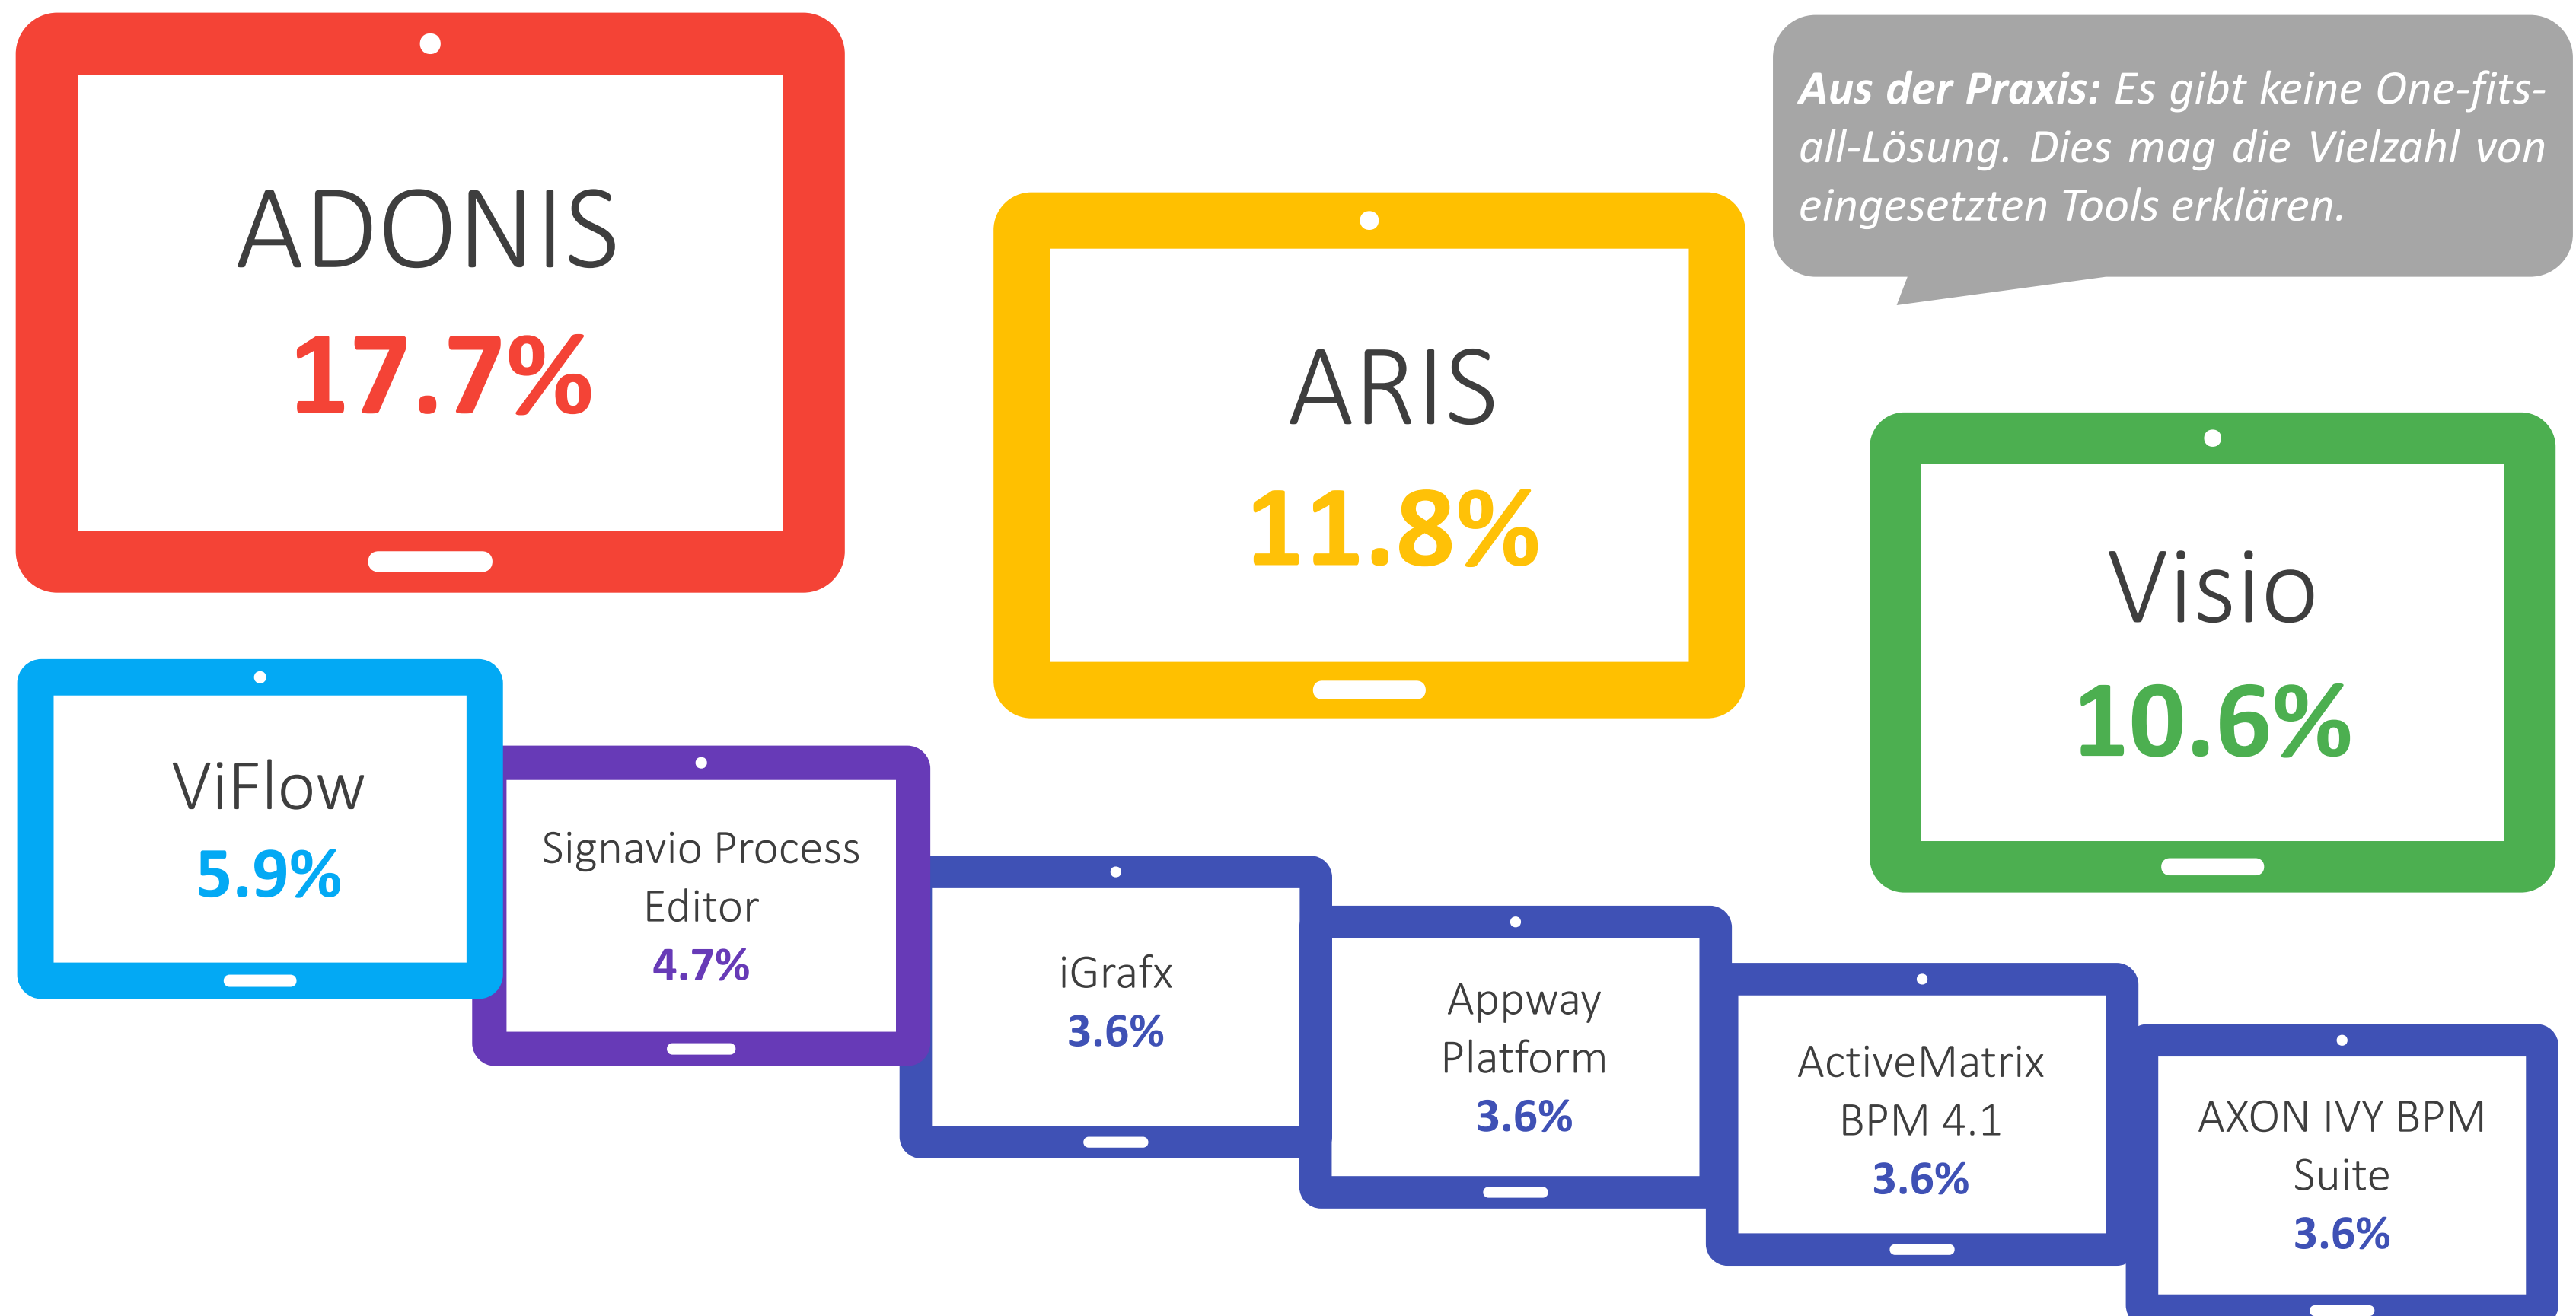 ADONIS
17.7%
ARIS
11.8%
Aus der Praxis: Es gibt keine One-fits-
all-Lösung. Dies mag die Vielzahl von
eingesetzten Tools erklären.
Visio
10.6%
ViFlow
5.9%
Signavio Process
Editor
4.7%
iGrafx
3.6%
Appway
Platform
3.6%
ActiveMatrix
BPM 4.1
3.6%
AXON IVY BPM
Suite
3.6%